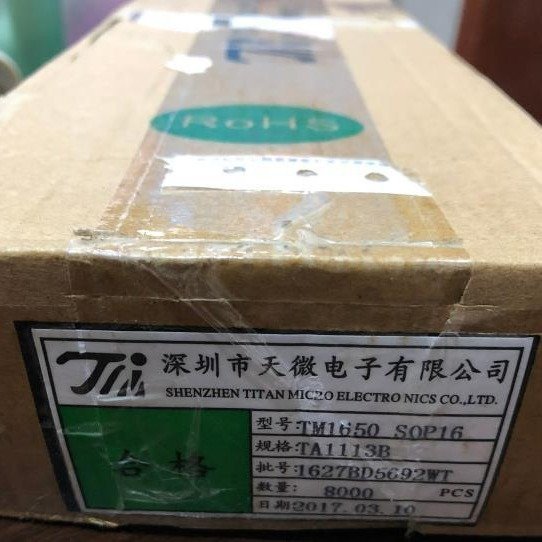 RoHS
TM 深圳市天微电子有限公司
SHENZHEN TITAN MICRO ELECTRONICS CO.,LTD.
合格
型号: TM1650 SOP16
规格: TA1113B
批号: 1627BD5692WT
数量: 8000 PCS
日期 2017.03.10